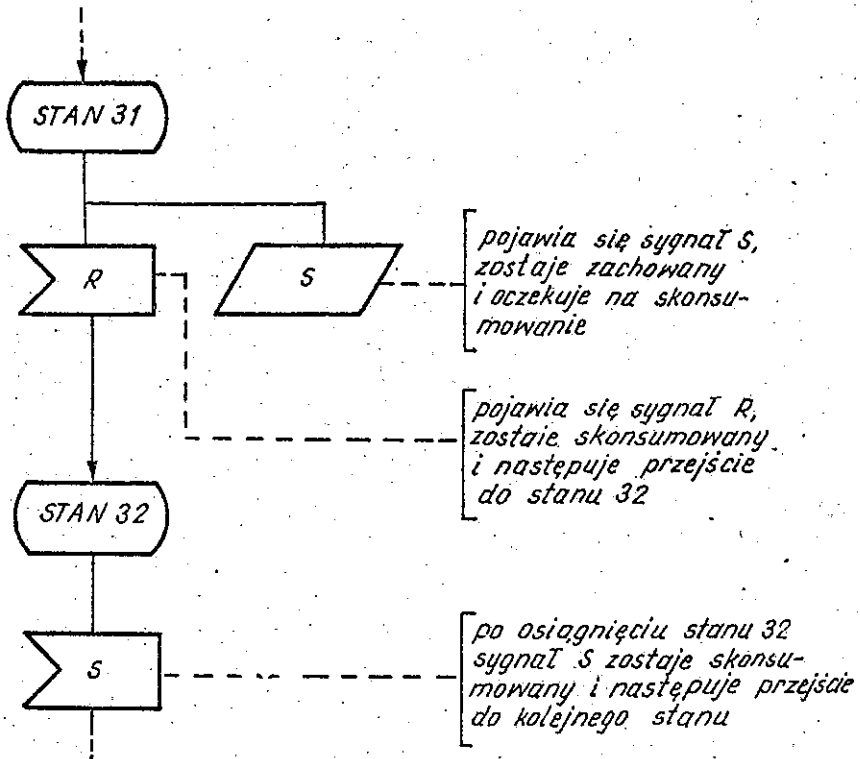 STAN 31
R
S
pojawia się sygnał S,
zostaje zachowany
i oczekuje na skonsu-
mowanie
pojawia się sygnał R,
zostaie skonsumowany
i następuje przejście
do stanu 32
STAN 32
S
po osiągnięciu stanu 32
sygnał S zostaje skonsu-
mowany i następuje przejście
do kolejnego stanu